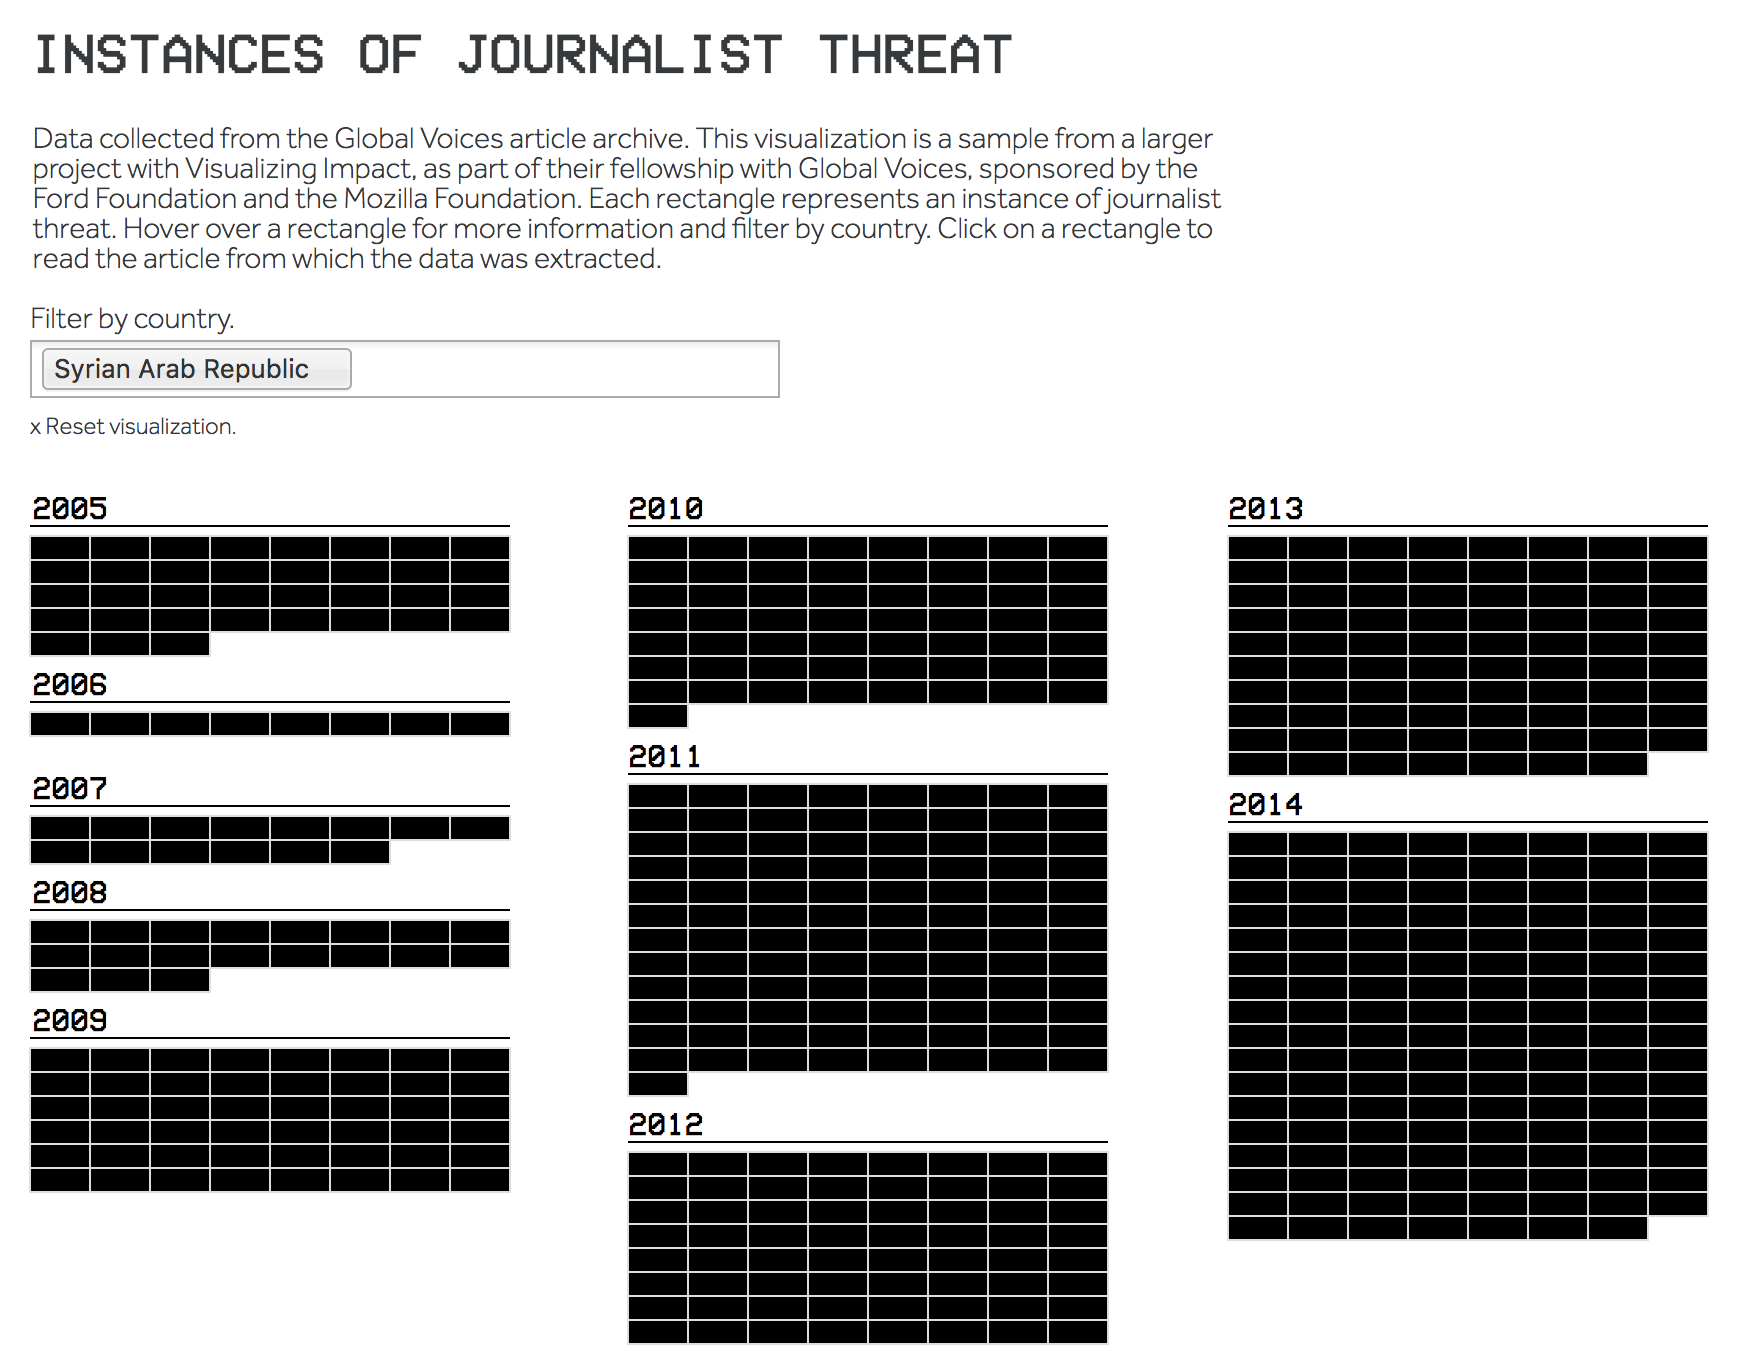 INSTANCES OF JOURNALIST THREAT
Data collected from the Global Voices article archive. This visualization is a sample from a larger
project with Visualizing Impact, as part of their fellowship with Global Voices, sponsored by the
Ford Foundation and the Mozilla Foundation. Each rectangle represents an instance of journalist
threat. Hover over a rectangle for more information and filter by country. Click on a rectangle to
read the article from which the data was extracted.
Filter by country.
Syrian Arab Republic
x Reset visualization.
2005
2006
2007
2008
2009
2010
2011
2012
2013
2014